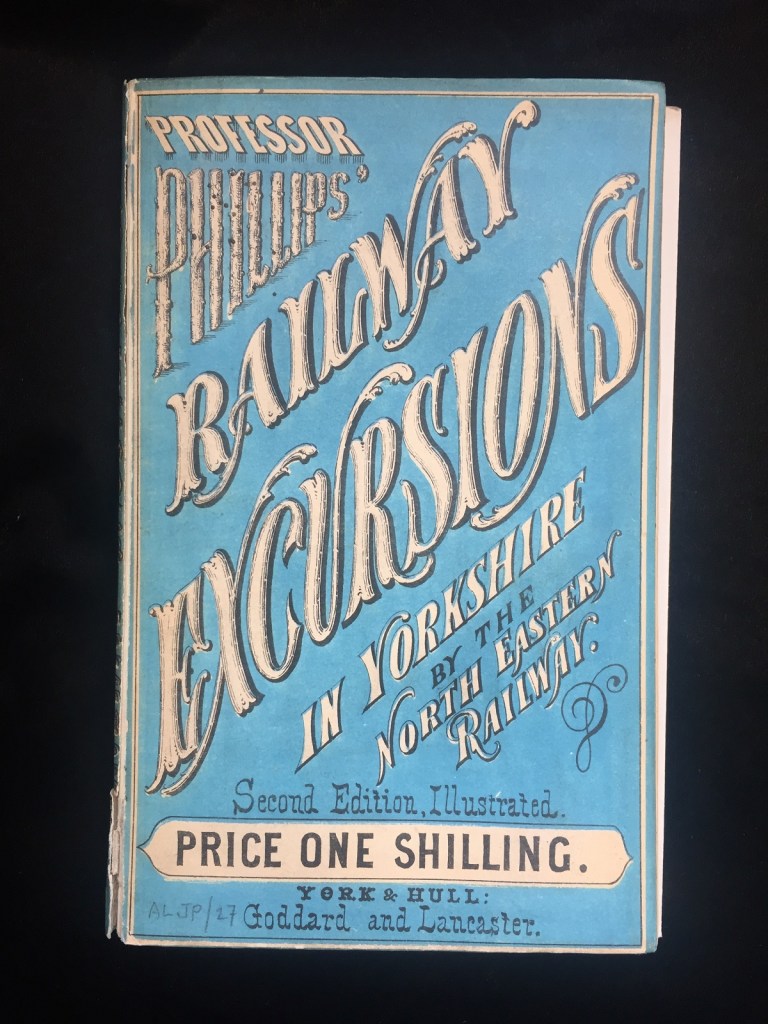 PROFESSOR
PHILLIPS'
RAILWAY
EXCURSIONS
IN YORKSHIRE
BY THE
NORTH EASTERN
RAILWAY.
Second Edition, Illustrated.
PRICE ONE SHILLING.
YORK & HULL:
AL JP/27 Goddard and Lancaster.